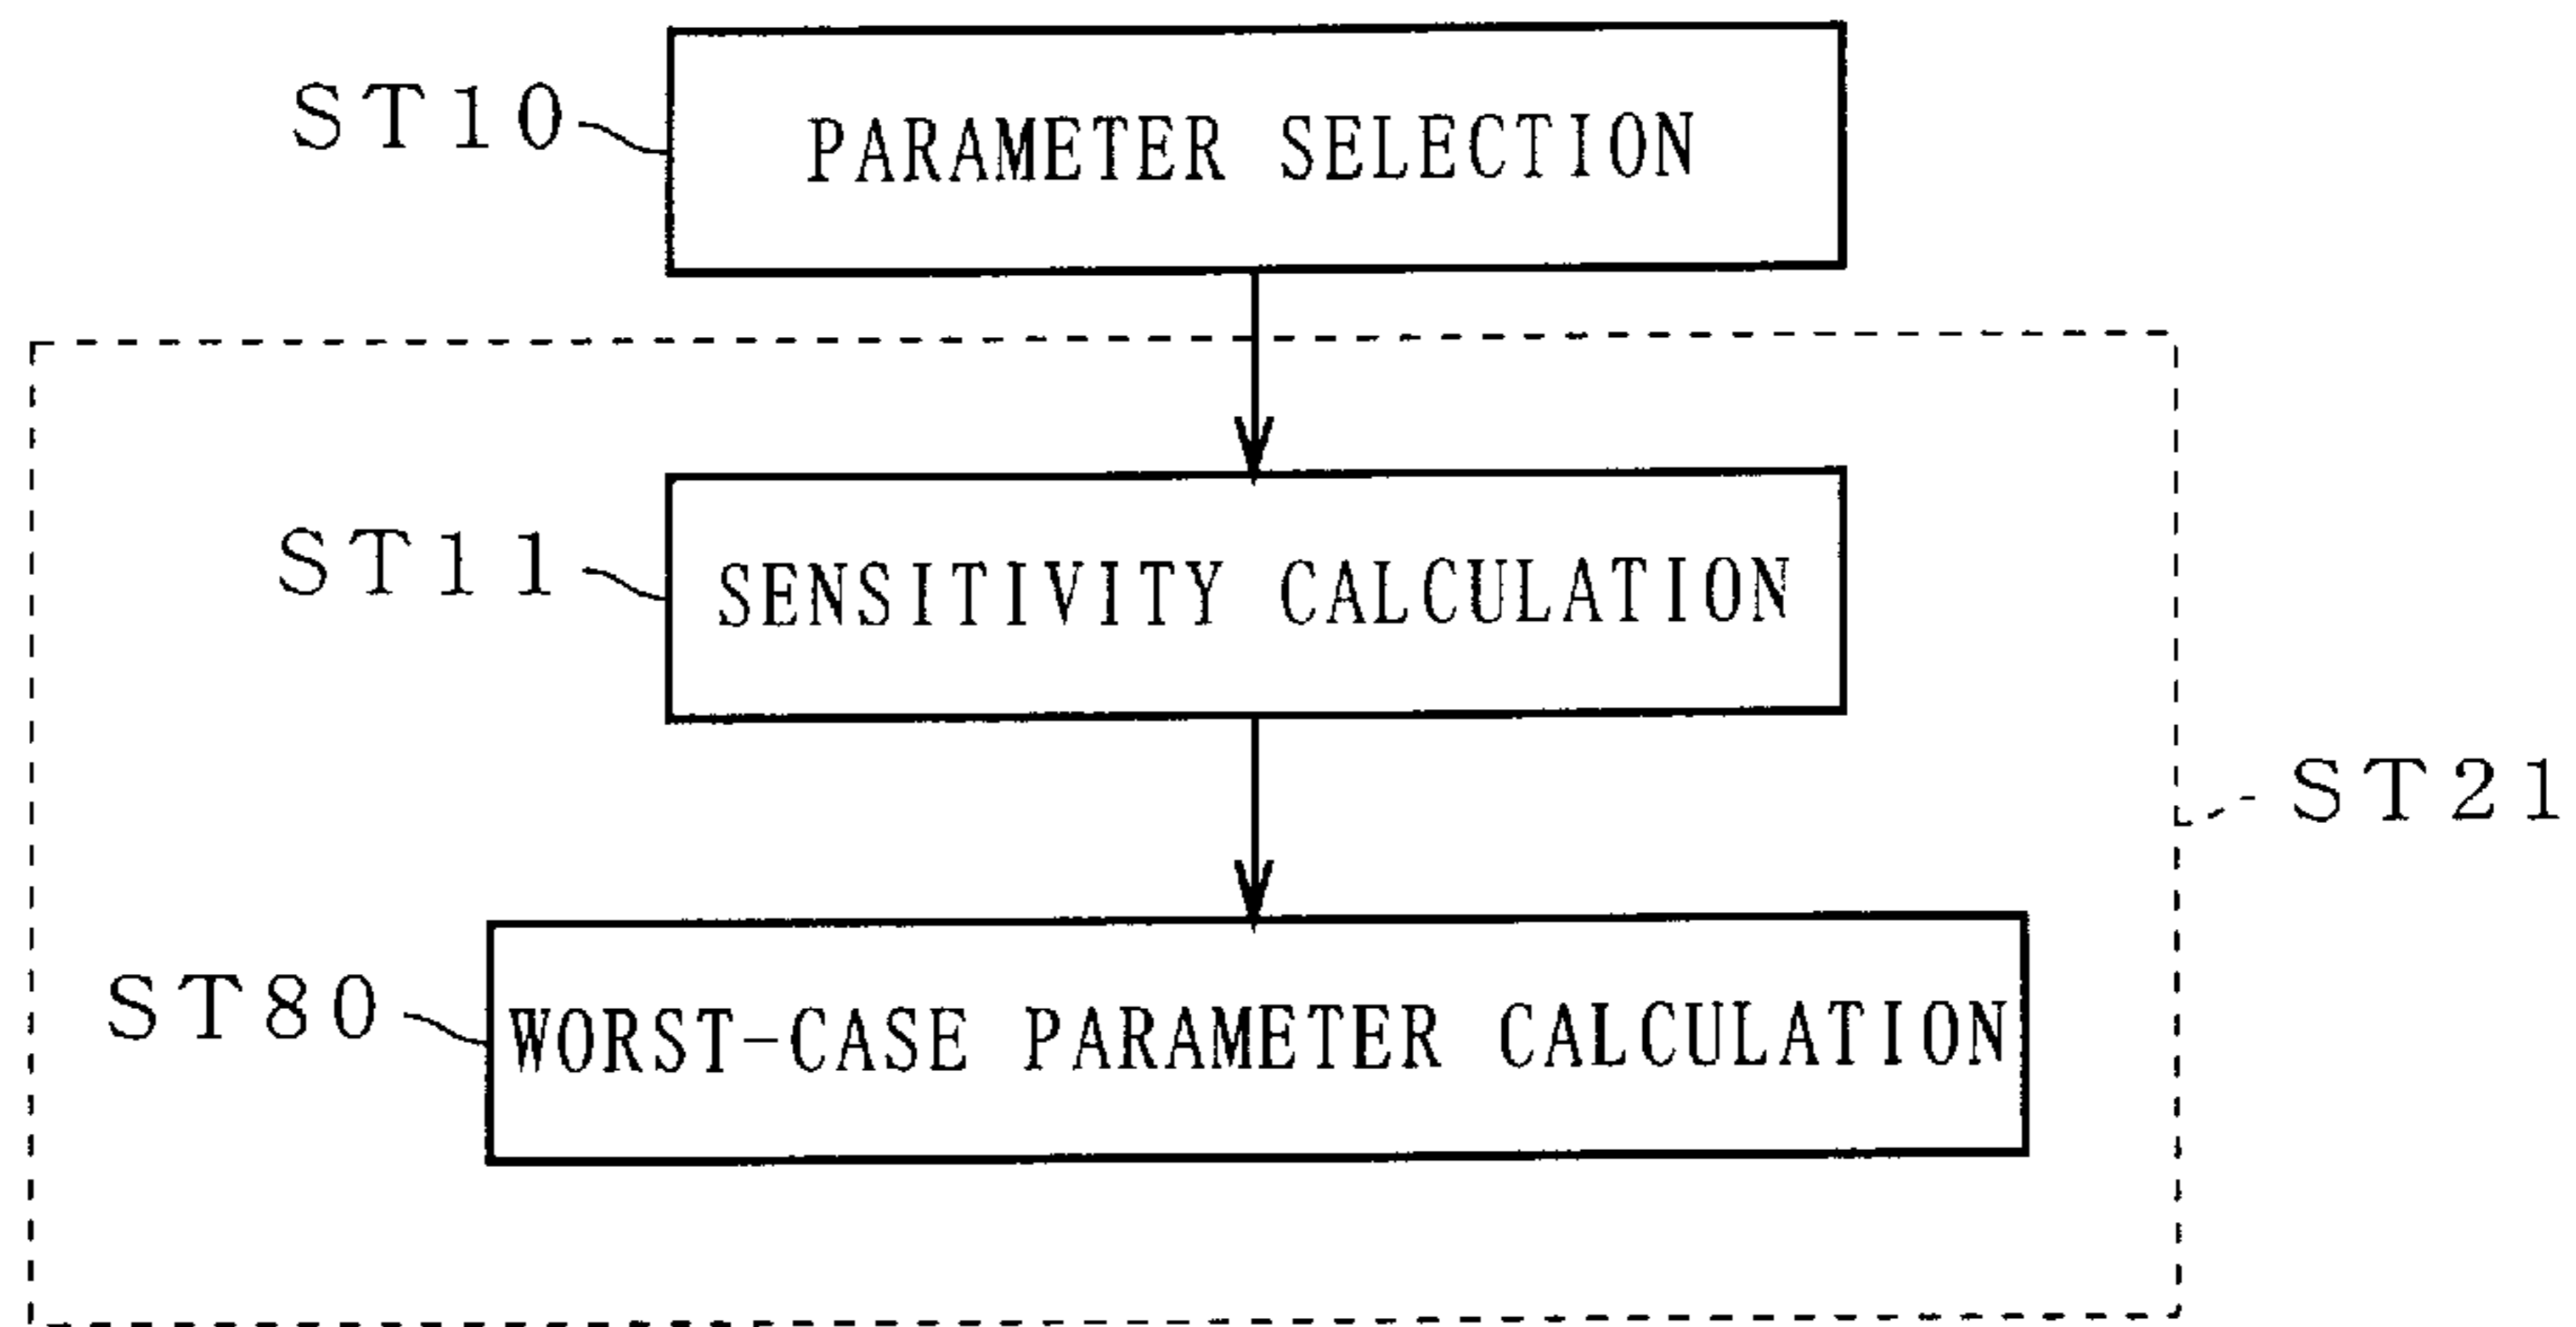 ST10
PARAMETER SELECTION
ST11
SENSITIVITY CALCULATION
ST21
ST80
WORST-CASE PARAMETER CALCULATION